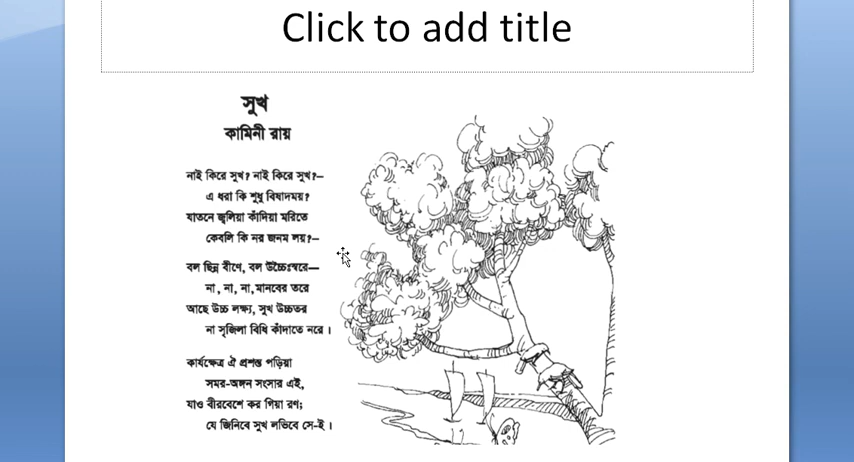 Click to add title
সুখ
কামিনী রায়
নাই কিরে সুখ? নাই কিরে সুখ?—
এ ধরা কি শুধু বিষাদময়?
যাতনে জ্বলিয়া কাঁদিয়া মরিতে
কেবলি কি নর জনম লয়?—
বল ছিন্ন বীণে, বল উচ্চৈঃস্বরে—
না, না, না, মানবের তরে
আছে উচ্চ লক্ষ্য, সুখ উচ্চতর
না সৃজিলা বিধি কাঁদাতে নরে।
কার্যক্ষেত্র ঐ প্রশস্ত পড়িয়া
সমর-অঙ্গন সংসার এই,
যাও বীরবেশে কর গিয়া রণ;
যে জিনিবে সুখ লভিবে সে-ই।